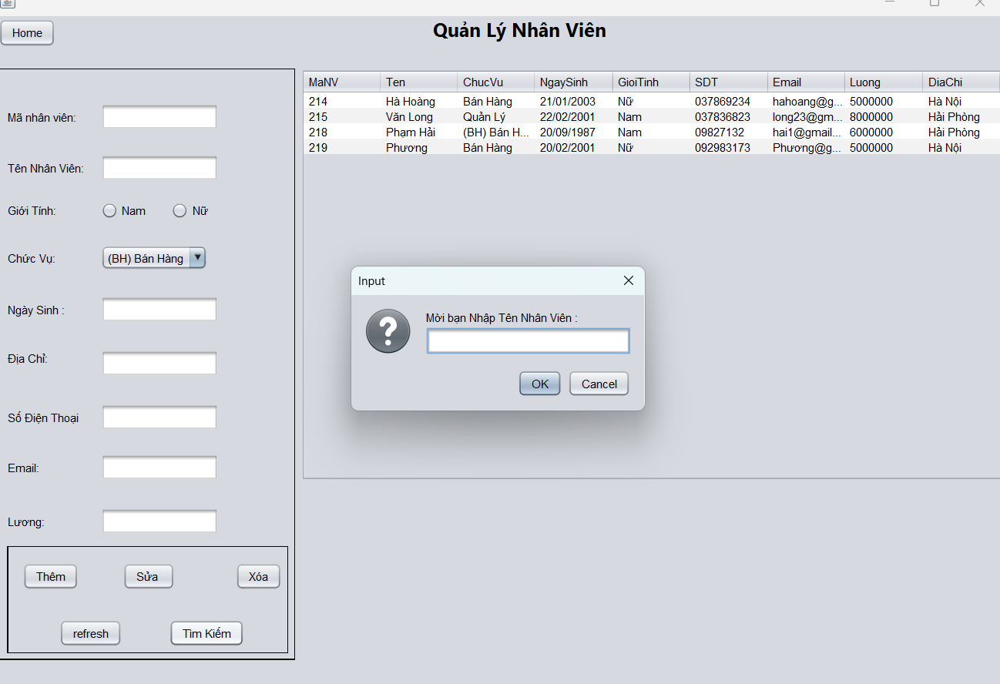 Home
Quản Lý Nhân Viên
Mã nhân viên:
Tên Nhân Viên:
Giới Tính: Nam Nữ
Chức Vụ: (BH) Bán Hàng
Ngày Sinh :
Địa Chỉ:
Số Điện Thoại
Email:
Lương:
Thêm Sửa Xóa
refresh Tìm Kiếm
MaNV Ten ChucVu NgaySinh GioiTinh SDT Email Luong DiaChi
214 Hà Hoàng Bán Hàng 21/01/2003 Nữ 037869234 hahoang@g... 5000000 Hà Nội
215 Văn Long Quản Lý 22/02/2001 Nam 037836823 long23@gm... 8000000 Hải Phòng
218 Phạm Hải (BH) Bán H... 20/09/1987 Nam 09827132 hai1@gmail... 6000000 Hải Phòng
219 Phương Bán Hàng 20/02/2001 Nữ 092983173 Phương@g... 5000000 Hà Nội
Input
Mời bạn Nhập Tên Nhân Viên :
OK Cancel